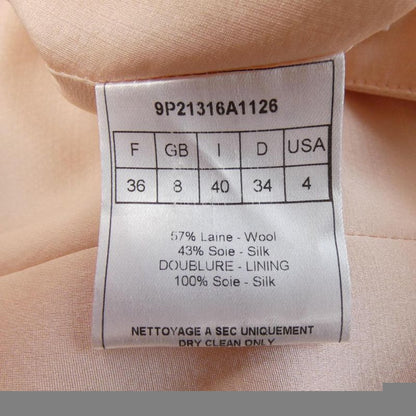 9P21316A1126
F GB I D USA
36 8 40 34 4
57% Laine - Wool
43% Soie - Silk
DOUBLURE - LINING
100% Soie - Silk
NETTOYAGE A SEC UNIQUEMENT
DRY CLEAN ONLY